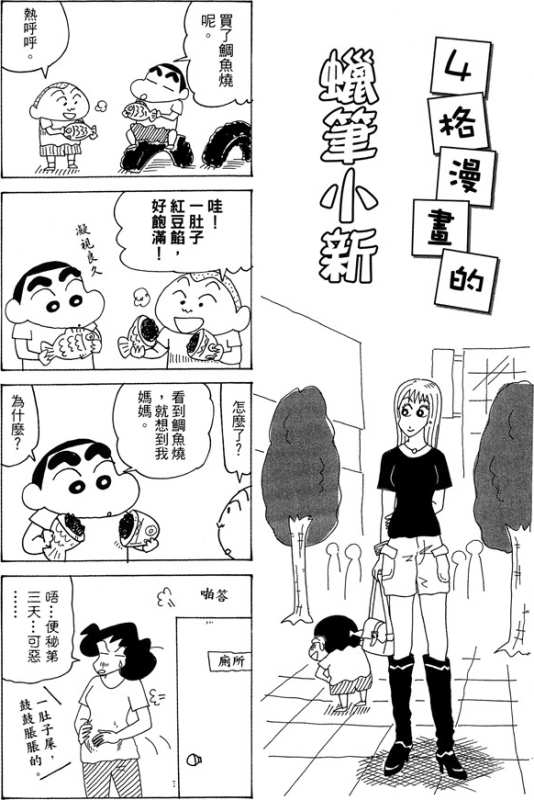 4格漫畫的
蠟筆小新
買了鯛魚燒
呢。
熱呼呼。
哇！
一肚子
紅豆餡，
好飽滿！
凝視良久
怎麼了？
看到鯛魚燒
，就想到我
媽媽。
為什麼？
啪答
廁所
唔…便秘第
三天…可惡
……
一肚子屎，
鼓鼓脹脹的。